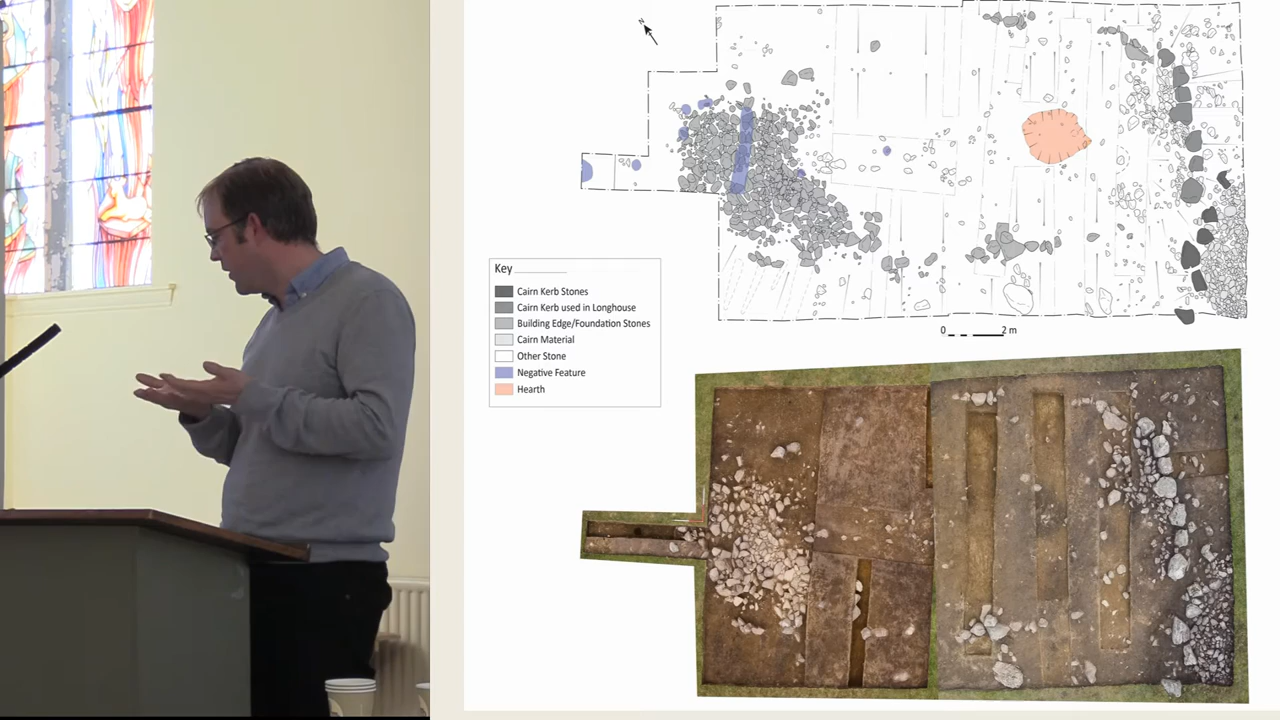 N
Key
Cairn Kerb Stones
Cairn Kerb used in Longhouse
Building Edge/Foundation Stones
Cairn Material
Other Stone
Negative Feature
Hearth
0 2 m